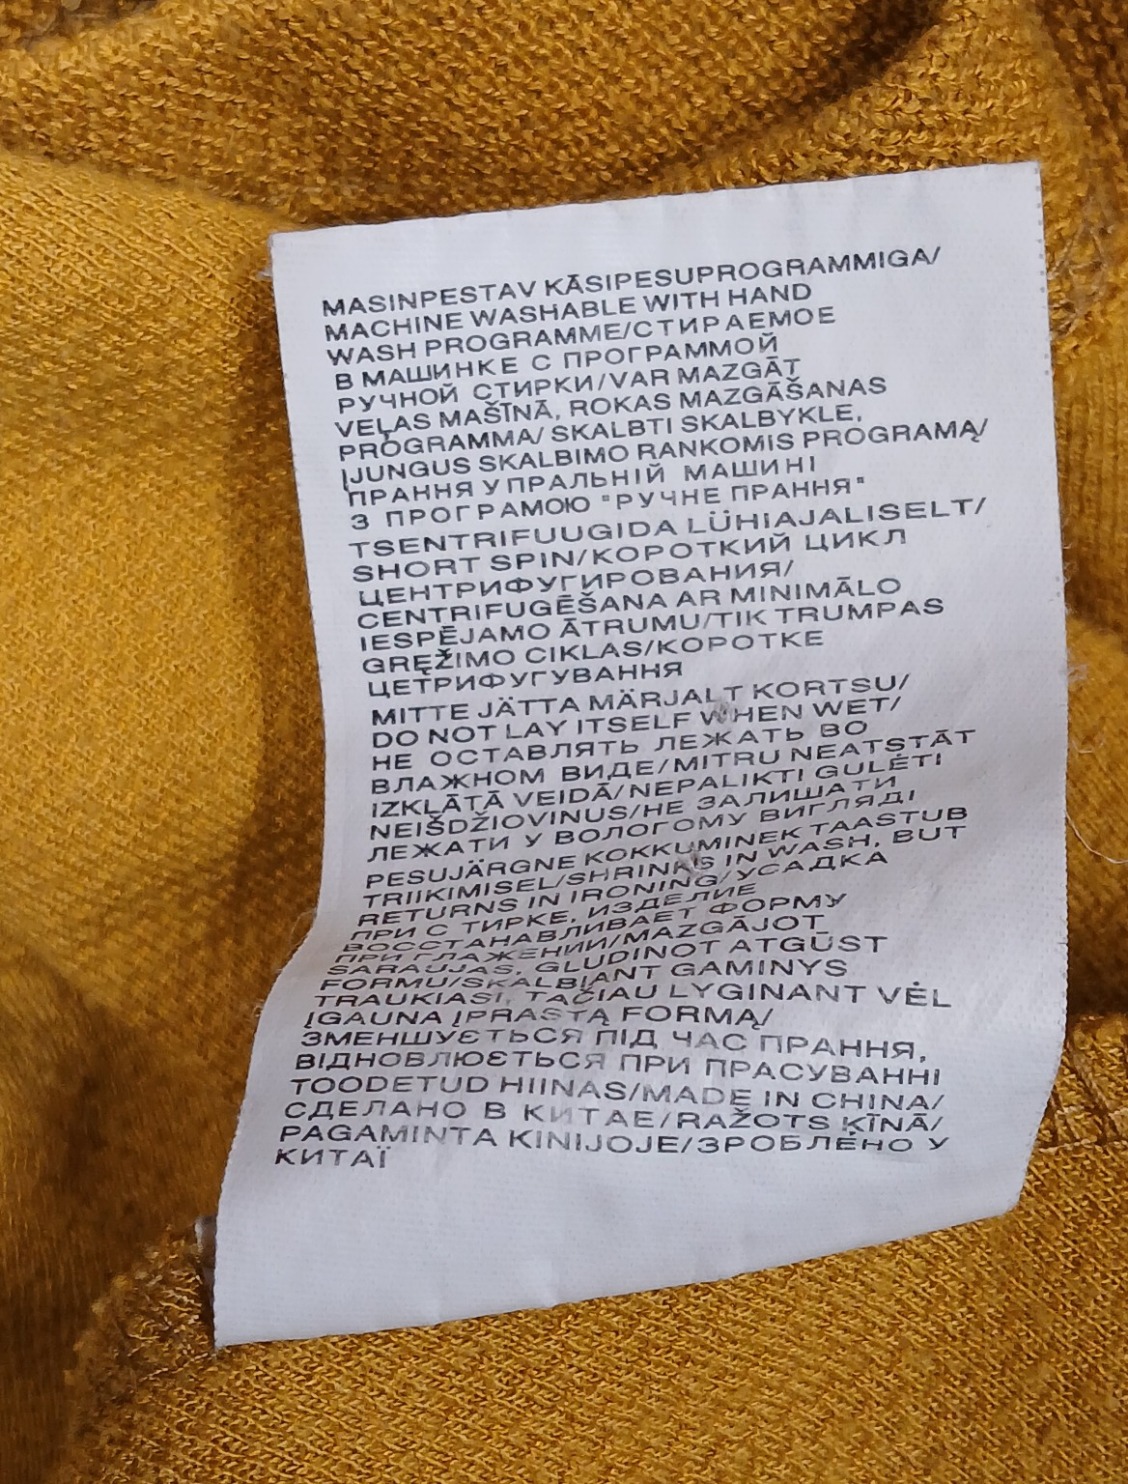 MASINPESTAV KÄSIPESUPROGRAMMIGA/
MACHINE WASHABLE WITH HAND
WASH PROGRAMME/СТИРАЕМОЕ
В МАШИНКЕ С ПРОГРАММОЙ
РУЧНОЙ СТИРКИ/VAR MAZGĀT
VEĻAS MAŠĪNĀ, ROKAS MAZGĀŠANAS
PROGRAMMA/ SKALBTI SKALBYKLE,
ĮJUNGUS SKALBIMO RANKOMIS PROGRAMĄ/
ПРАННЯ У ПРАЛЬНІЙ МАШИНІ
З ПРОГРАМОЮ "РУЧНЕ ПРАННЯ"
TSENTRIFUUGIDA LÜHIAJALISELT/
SHORT SPIN/КОРОТКИЙ ЦИКЛ
ЦЕНТРИФУГИРОВАНИЯ/
CENTRIFUGĒŠANA AR MINIMĀLO
IESPĒJAMO ĀTRUMU/TIK TRUMPAS
GRĘŽIMO CIKLAS/КОРОТКЕ
ЦЕТРИФУГУВАННЯ
MITTE JÄTTA MÄRJALT KORTSU/
DO NOT LAY ITSELF WHEN WET/
НЕ ОСТАВЛЯТЬ ЛЕЖАТЬ ВО
ВЛАЖНОМ ВИДЕ/MITRU NEATSTĀT
IZKLĀTĀ VEIDĀ/NEPALIKTI GULĖTI
NEIŠDŽIOVINUS/НЕ ЗАЛИШАТИ
ЛЕЖАТИ У ВОЛОГОМУ ВИГЛЯДІ
PESUJÄRGNE KOKKUMINEK TAASTUB
TRIIKIMISEL/SHRINKS IN WASH, BUT
RETURNS IN IRONING/УСАДКА
ПРИ С ТИРКЕ, ИЗДЕЛИЕ
ВОССТАНАВЛИВАЕТ ФОРМУ
ПРИ ГЛАЖЕНИИ/MAZGĀJOT
SARAUJAS, GLUDINOT ATGŪST
FORMU/SKALBIANT GAMINYS
TRAUKIASI, TAČIAU LYGINANT VĖL
ĮGAUNA ĮPRASTĄ FORMĄ/
ЗМЕНШУЄТЬСЯ ПІД ЧАС ПРАННЯ,
ВІДНОВЛЮЄТЬСЯ ПРИ ПРАСУВАННІ
TOODETUD HIINAS/MADE IN CHINA/
СДЕЛАНО В КИТАЕ/RAŽOTS ĶĪNĀ/
PAGAMINTA KINIJOJE/ЗРОБЛЕНО У
КИТАЇ